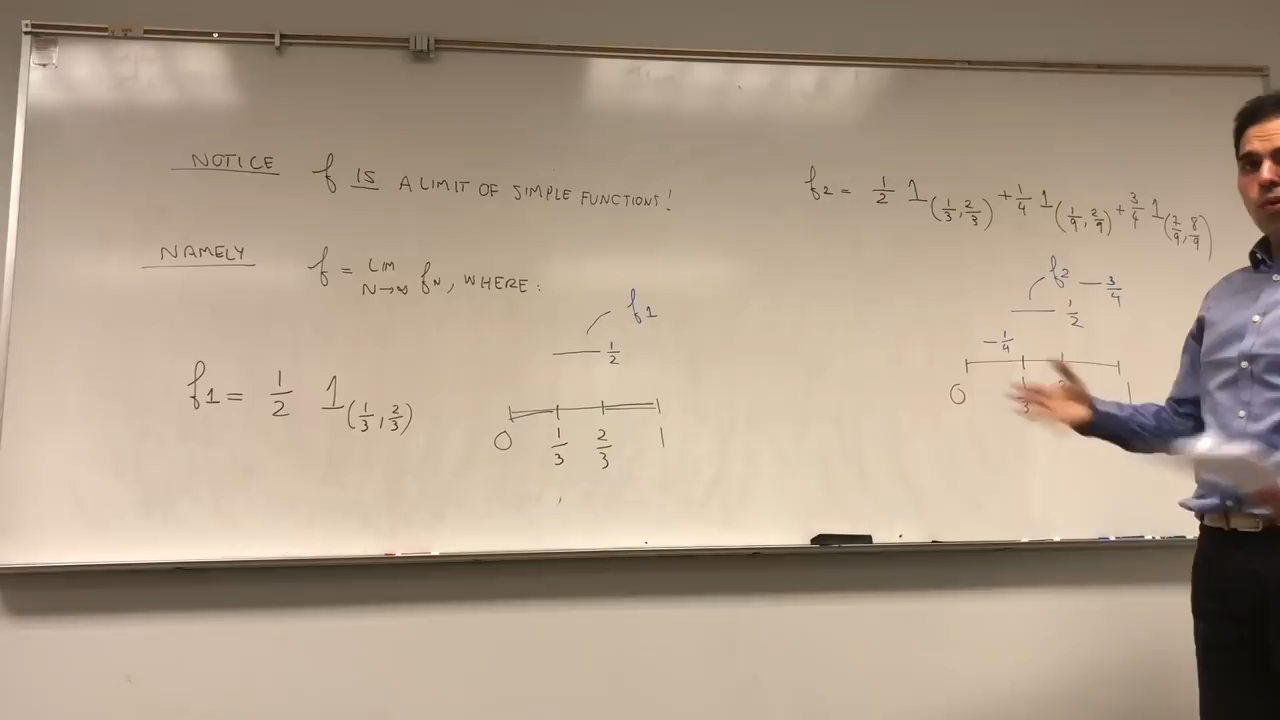 NOTICE f IS A LIMIT OF SIMPLE FUNCTIONS!
NAMELY f = LIM N→∞ fN, WHERE:
f1 = 1/2 1(1/3, 2/3)
f1
1/2
0 1/3 2/3 1
f2 = 1/2 1(1/3, 2/3) + 1/4 1(1/9, 2/9) + 3/4 1(7/9, 8/9)
f2 — 3/4
1/2
— 1/4
0 1/3 1